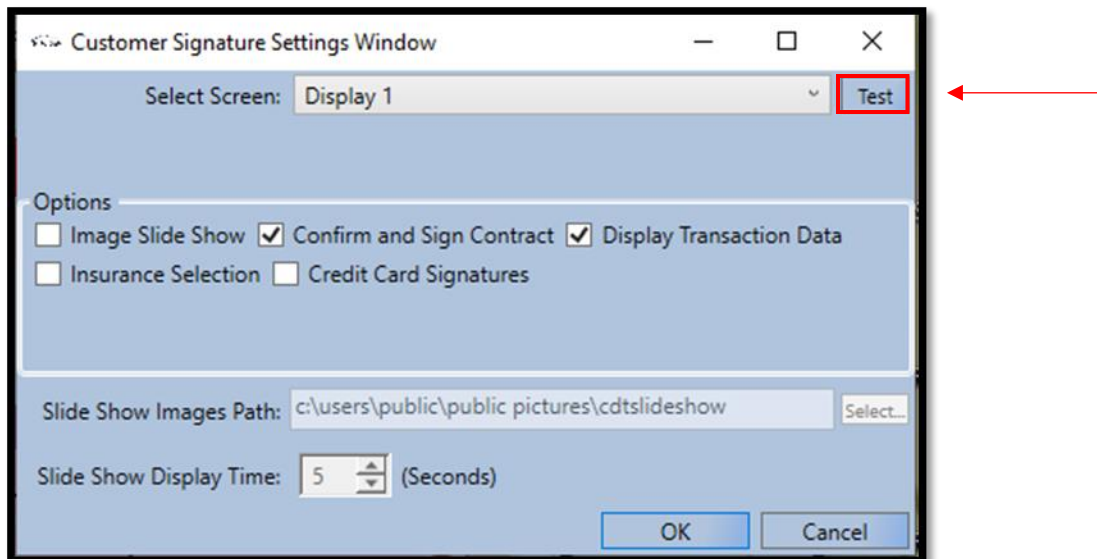 Customer Signature Settings Window
Select Screen: Display 1 Test
Options
Image Slide Show Confirm and Sign Contract Display Transaction Data
Insurance Selection Credit Card Signatures
Slide Show Images Path: c:\users\public\public pictures\cdtslideshow Select...
Slide Show Display Time: 5 (Seconds)
OK Cancel